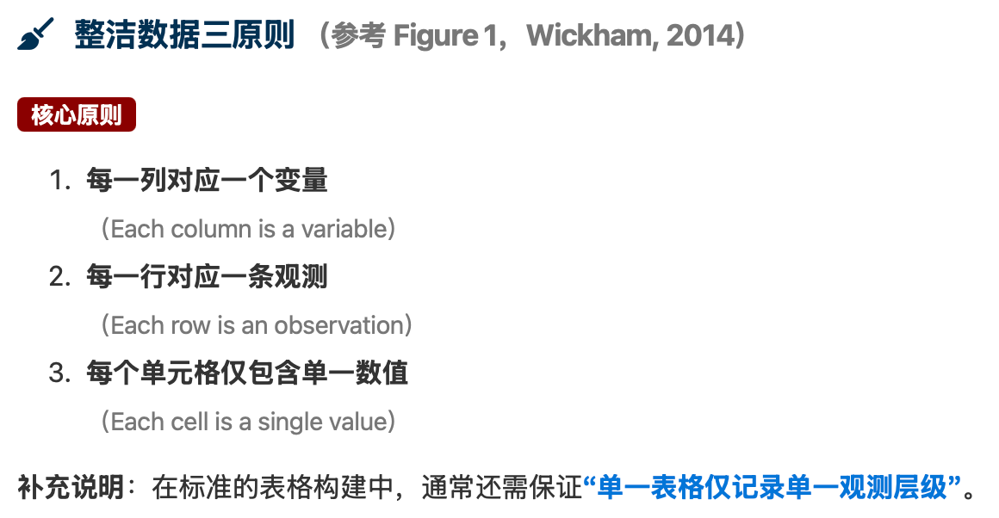 整洁数据三原则 （参考 Figure 1，Wickham, 2014）
核心原则
1. 每一列对应一个变量
（Each column is a variable）
2. 每一行对应一条观测
（Each row is an observation）
3. 每个单元格仅包含单一数值
（Each cell is a single value）
补充说明：在标准的表格构建中，通常还需保证“单一表格仅记录单一观测层级”。